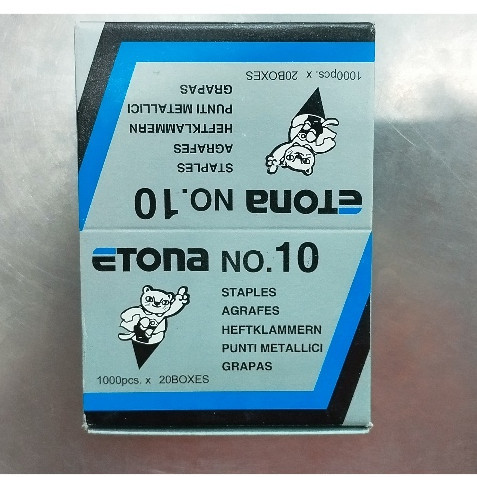 1000pcs. x 20BOXES
GRAPAS
PUNTI METALLICI
HEFTKLAMMERN
AGRAFES
STAPLES
ETONA NO.10
ETONA NO.10
STAPLES
AGRAFES
HEFTKLAMMERN
PUNTI METALLICI
GRAPAS
1000pcs. x 20BOXES